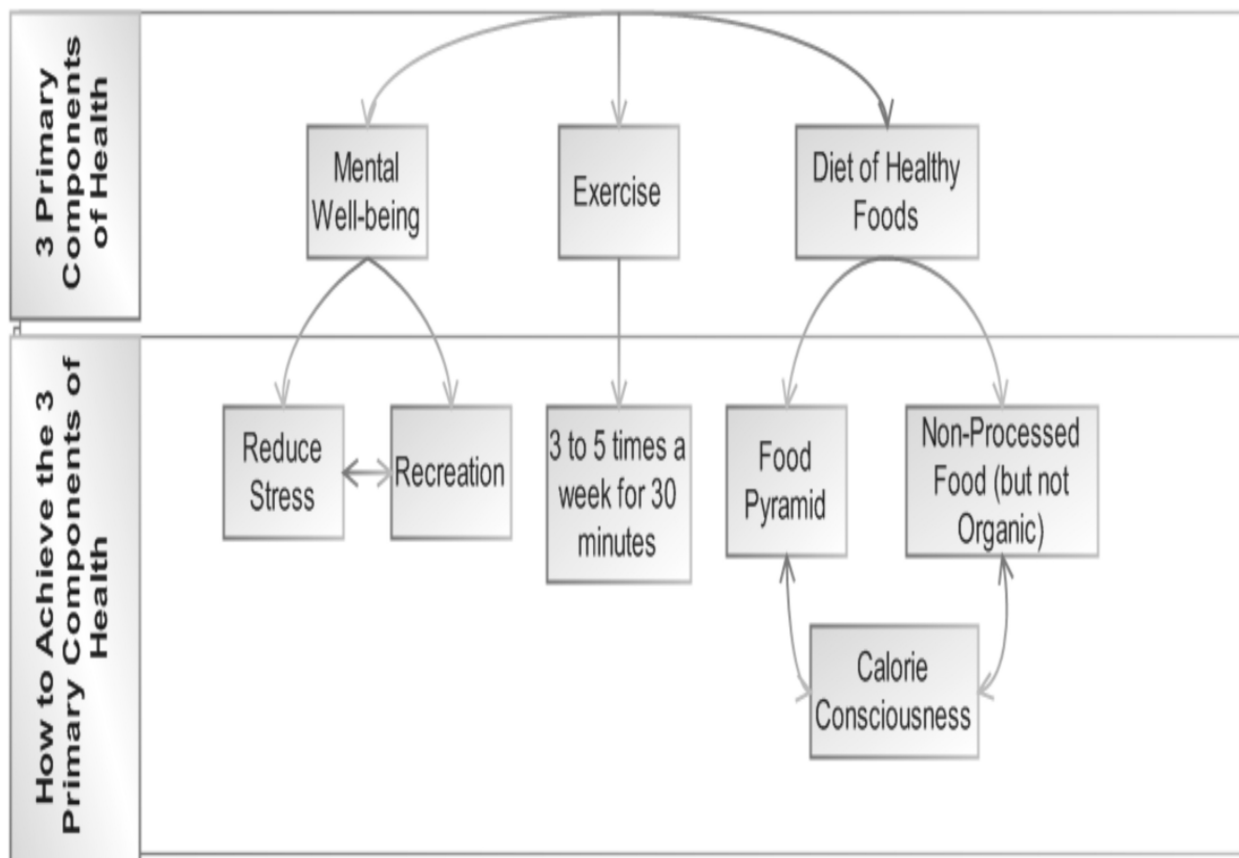 3 Primary
Components
of Health
Mental
Well-being
Exercise
Diet of Healthy
Foods
How to Achieve the 3
Primary Components of
Health
Reduce
Stress
Recreation
3 to 5 times a
week for 30
minutes
Food
Pyramid
Non-Processed
Food (but not
Organic)
Calorie
Consciousness